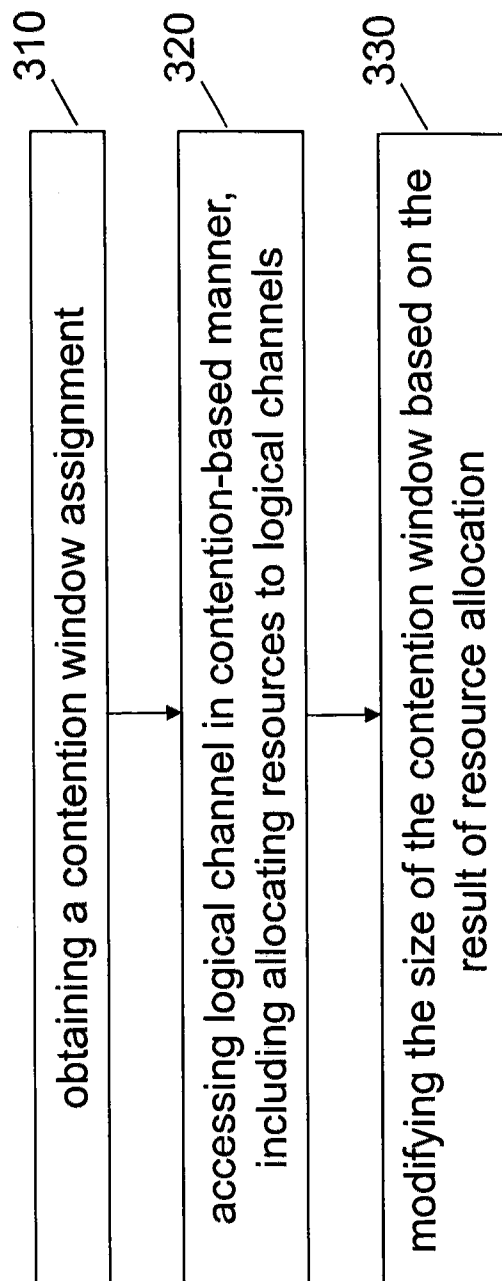 310
obtaining a contention window assignment
320
accessing logical channel in contention-based manner,
including allocating resources to logical channels
330
modifying the size of the contention window based on the
result of resource allocation